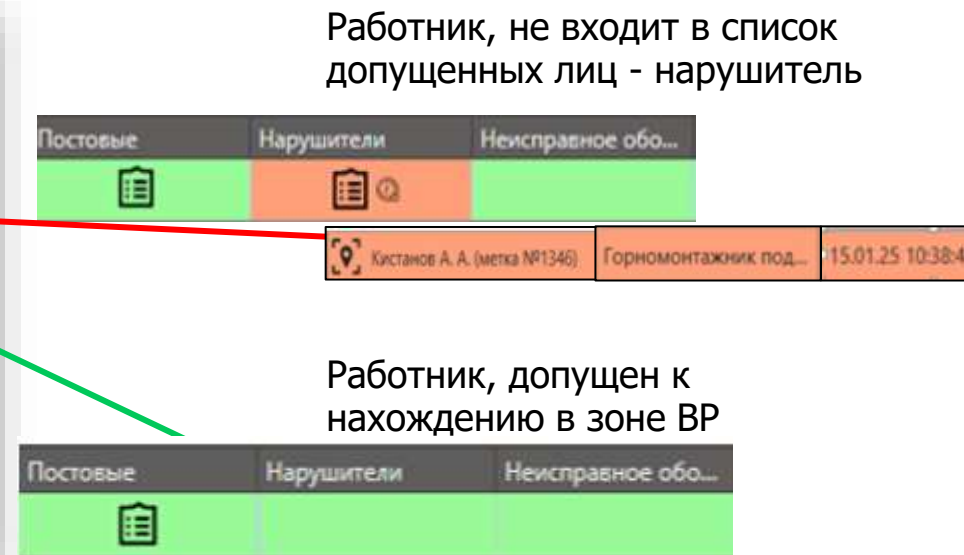 Работник, не входит в список
допущенных лиц - нарушитель
Постовые Нарушители Неисправное обо...
Кистанов А. А. (метка №1346) Горномонтажник под... 15.01.25 10:38:4
Работник, допущен к
нахождению в зоне ВР
Постовые Нарушители Неисправное обо...